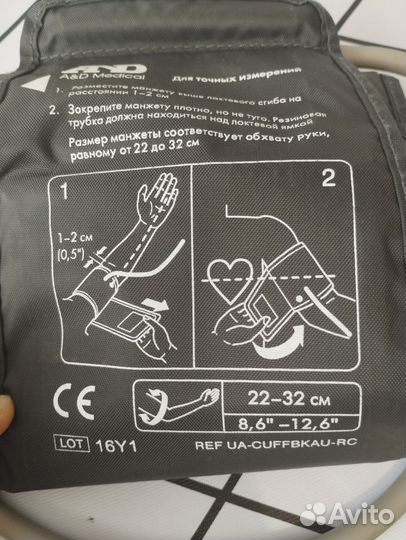 AND
A&D Medical
Для точных измерений
1. Разместите манжету выше локтевого сгиба на
расстоянии 1–2 см
2. Закрепите манжету плотно, но не туго. Резиновая
трубка должна находиться над локтевой ямкой
Размер манжеты соответствует обхвату руки,
равному от 22 до 32 см
1
2
1–2 см
(0,5")
CE
22–32 см
8,6"–12,6"
LOT 16Y1
REF UA-CUFFBKAU-RC
Avito